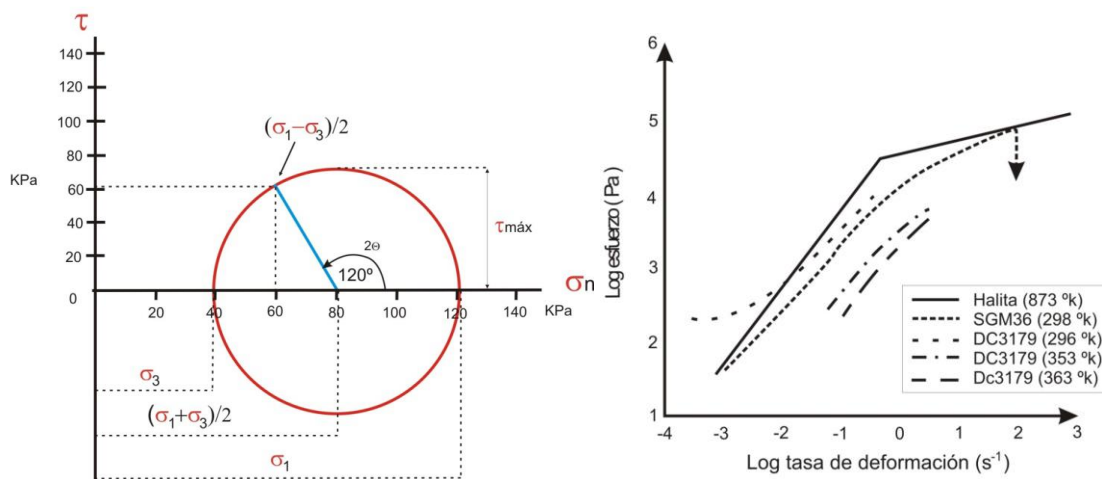 τ
140
120
100
80
60
40
20
0
KPa
(σ₁−σ₃)/2
τmáx
2Θ
120º
σn
20
40
60
80
100
120
140
KPa
σ₃
(σ₁+σ₃)/2
σ₁
6
5
4
3
2
1
Log esfuerzo (Pa)
-4
-3
-2
-1
0
1
2
3
Log tasa de deformación (s⁻¹)
Halita (873 ºk)
SGM36 (298 ºk)
DC3179 (296 ºk)
DC3179 (353 ºk)
Dc3179 (363 ºk)